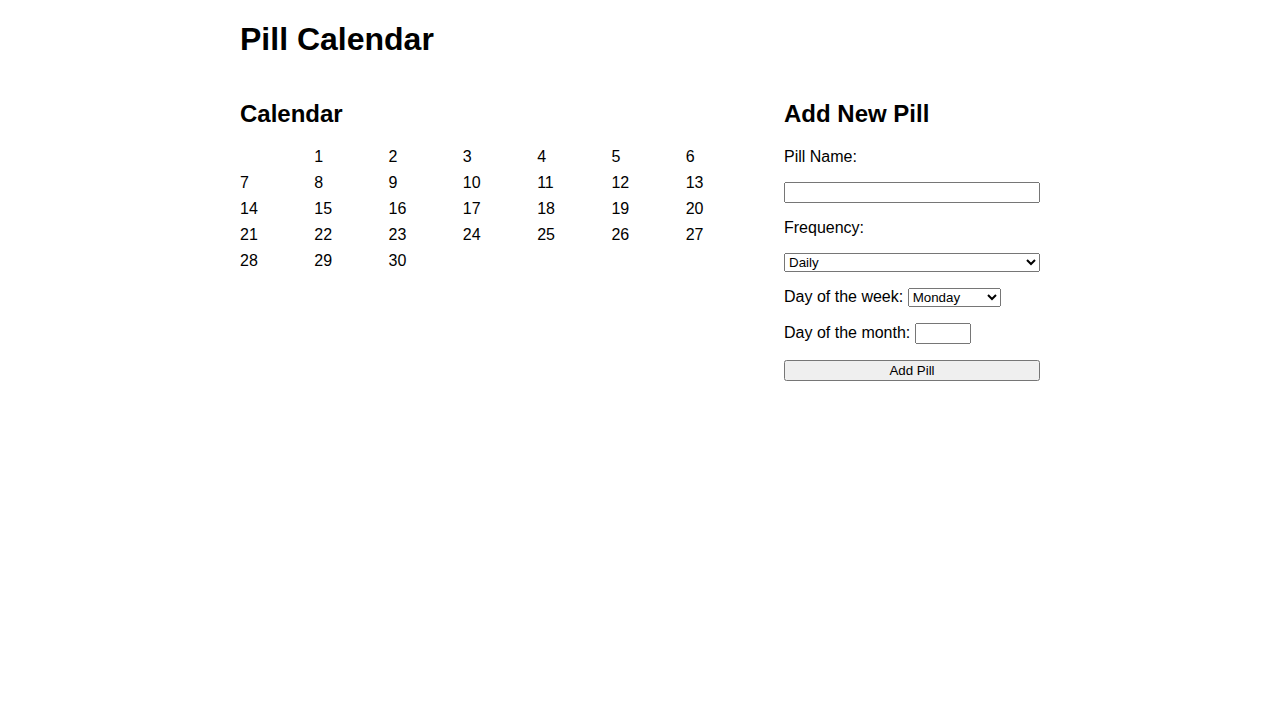 Pill Calendar
Calendar
1 2 3 4 5 6
7 8 9 10 11 12 13
14 15 16 17 18 19 20
21 22 23 24 25 26 27
28 29 30
Add New Pill
Pill Name:
Frequency:
Daily
Day of the week: Monday
Day of the month:
Add Pill